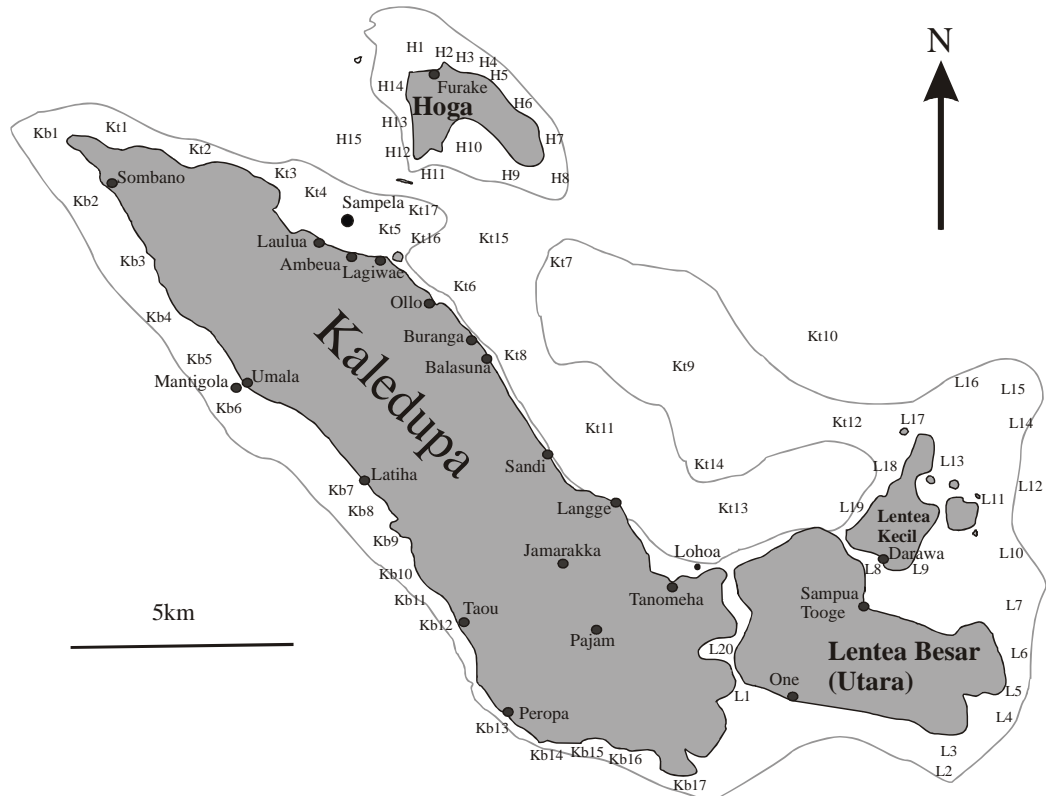 H1
H2
H3
H4
H5
H14
Furake
Hoga
H6
H13
H7
H15
H12
H10
H11
H9
H8
N
Kb1
Kt1
Kt2
Kt3
Kt4
Sombano
Kb2
Sampela
Kt17
Kt5
Kt16
Kt15
Laulua
Ambeua
Lagiwae
Kb3
Kt7
Kt6
Ollo
Kb4
Buranga
Kt8
Balasuna
Kt10
Kt9
Kb5
Mantigola
Umala
Kb6
Kaledupa
L16
L15
Kt11
Kt12
L17
L14
Sandi
Kt14
L18
L13
Latiha
Kb7
Kb8
L12
L11
Langge
Kt13
L19
Lentea
Kecil
Kb9
Jamarakka
Lohoa
Darawa
L10
L8
L9
Kb10
Tanomeha
Kb11
5km
Taou
Kb12
Sampua
Tooge
L7
Pajam
L20
Lentea Besar
(Utara)
L6
L1
One
L5
Kb13
Peropa
L4
Kb14
Kb15
Kb16
L3
L2
Kb17